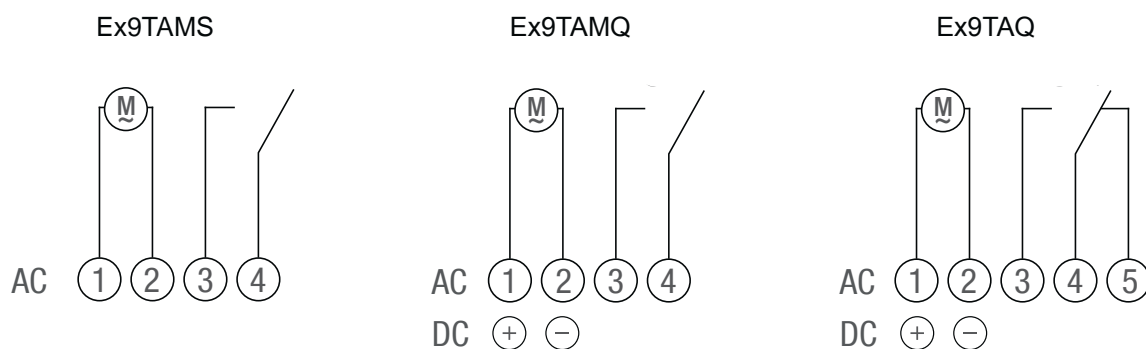 Ex9TAMS
Ex9TAMQ
Ex9TAQ
M
~
M
~
M
~
AC 1 2 3 4
AC 1 2 3 4
AC 1 2 3 4 5
DC + −
DC + −